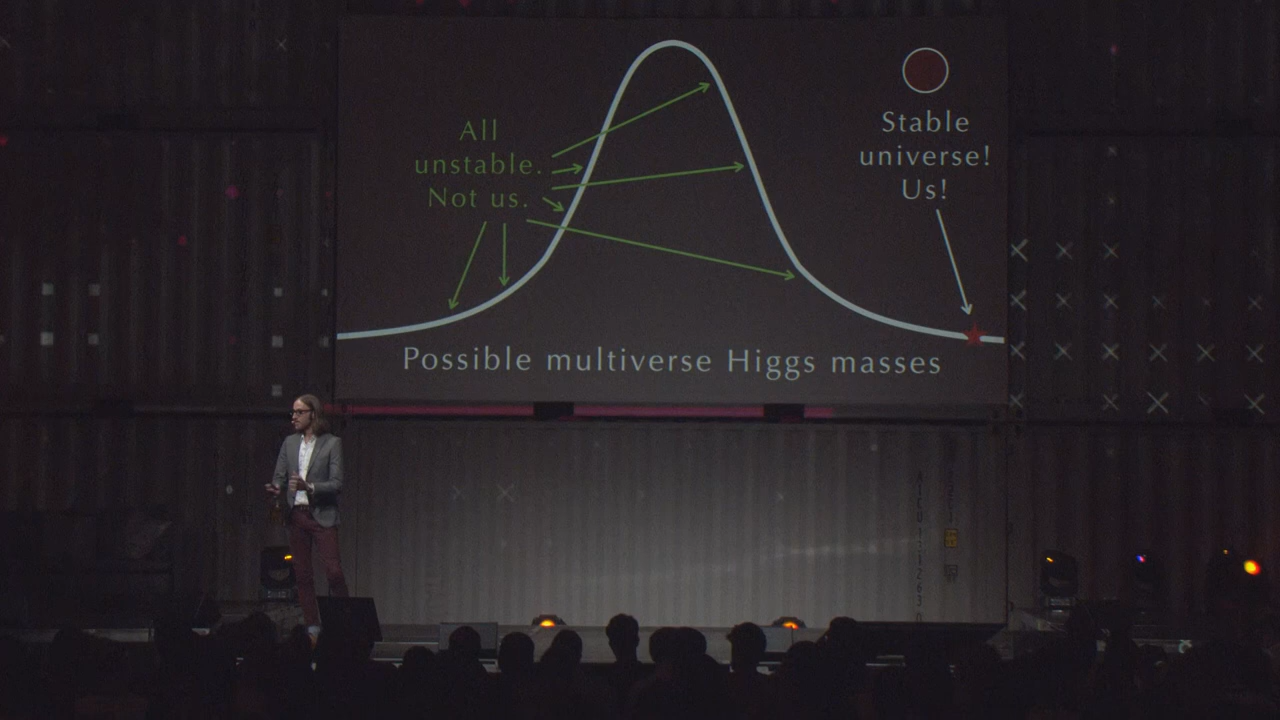 All
unstable.
Not us.
Stable
universe!
Us!
Possible multiverse Higgs masses